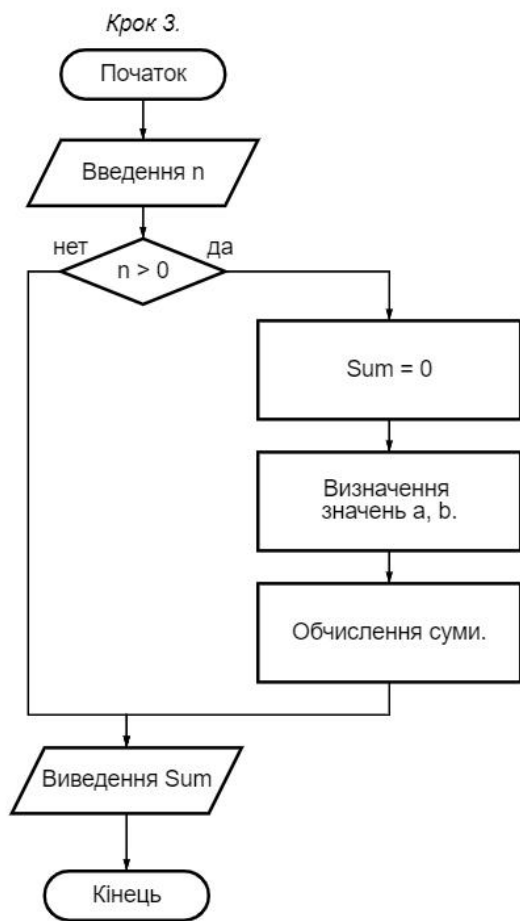 Крок 3.
Початок
Введення n
нет
да
n > 0
Sum = 0
Визначення
значень a, b.
Обчислення суми.
Виведення Sum
Кінець